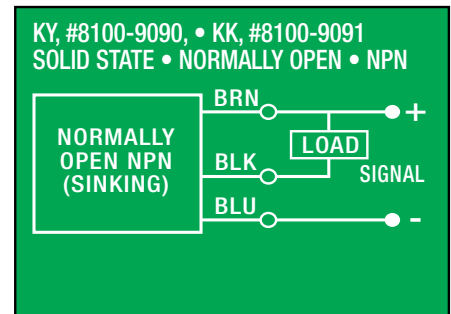 KY, #8100-9090, • KK, #8100-9091
SOLID STATE • NORMALLY OPEN • NPN
BRN
+
NORMALLY
OPEN NPN
(SINKING)
LOAD
BLK
SIGNAL
BLU
-